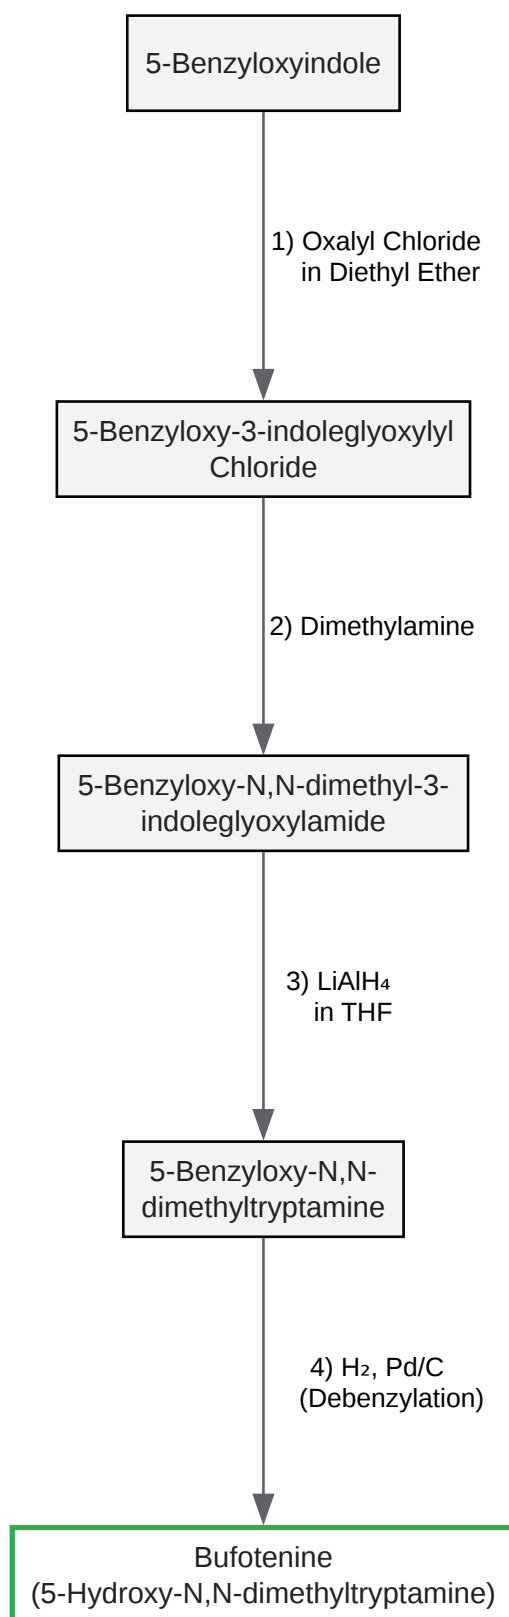 5-Benzyloxyindole
1) Oxalyl Chloride
in Diethyl Ether
5-Benzyloxy-3-indoleglyoxylyl
Chloride
2) Dimethylamine
5-Benzyloxy-N,N-dimethyl-3-
indoleglyoxylamide
3) LiAlH₄
in THF
5-Benzyloxy-N,N-
dimethyltryptamine
4) H₂, Pd/C
(Debenzylation)
Bufotenine
(5-Hydroxy-N,N-dimethyltryptamine)